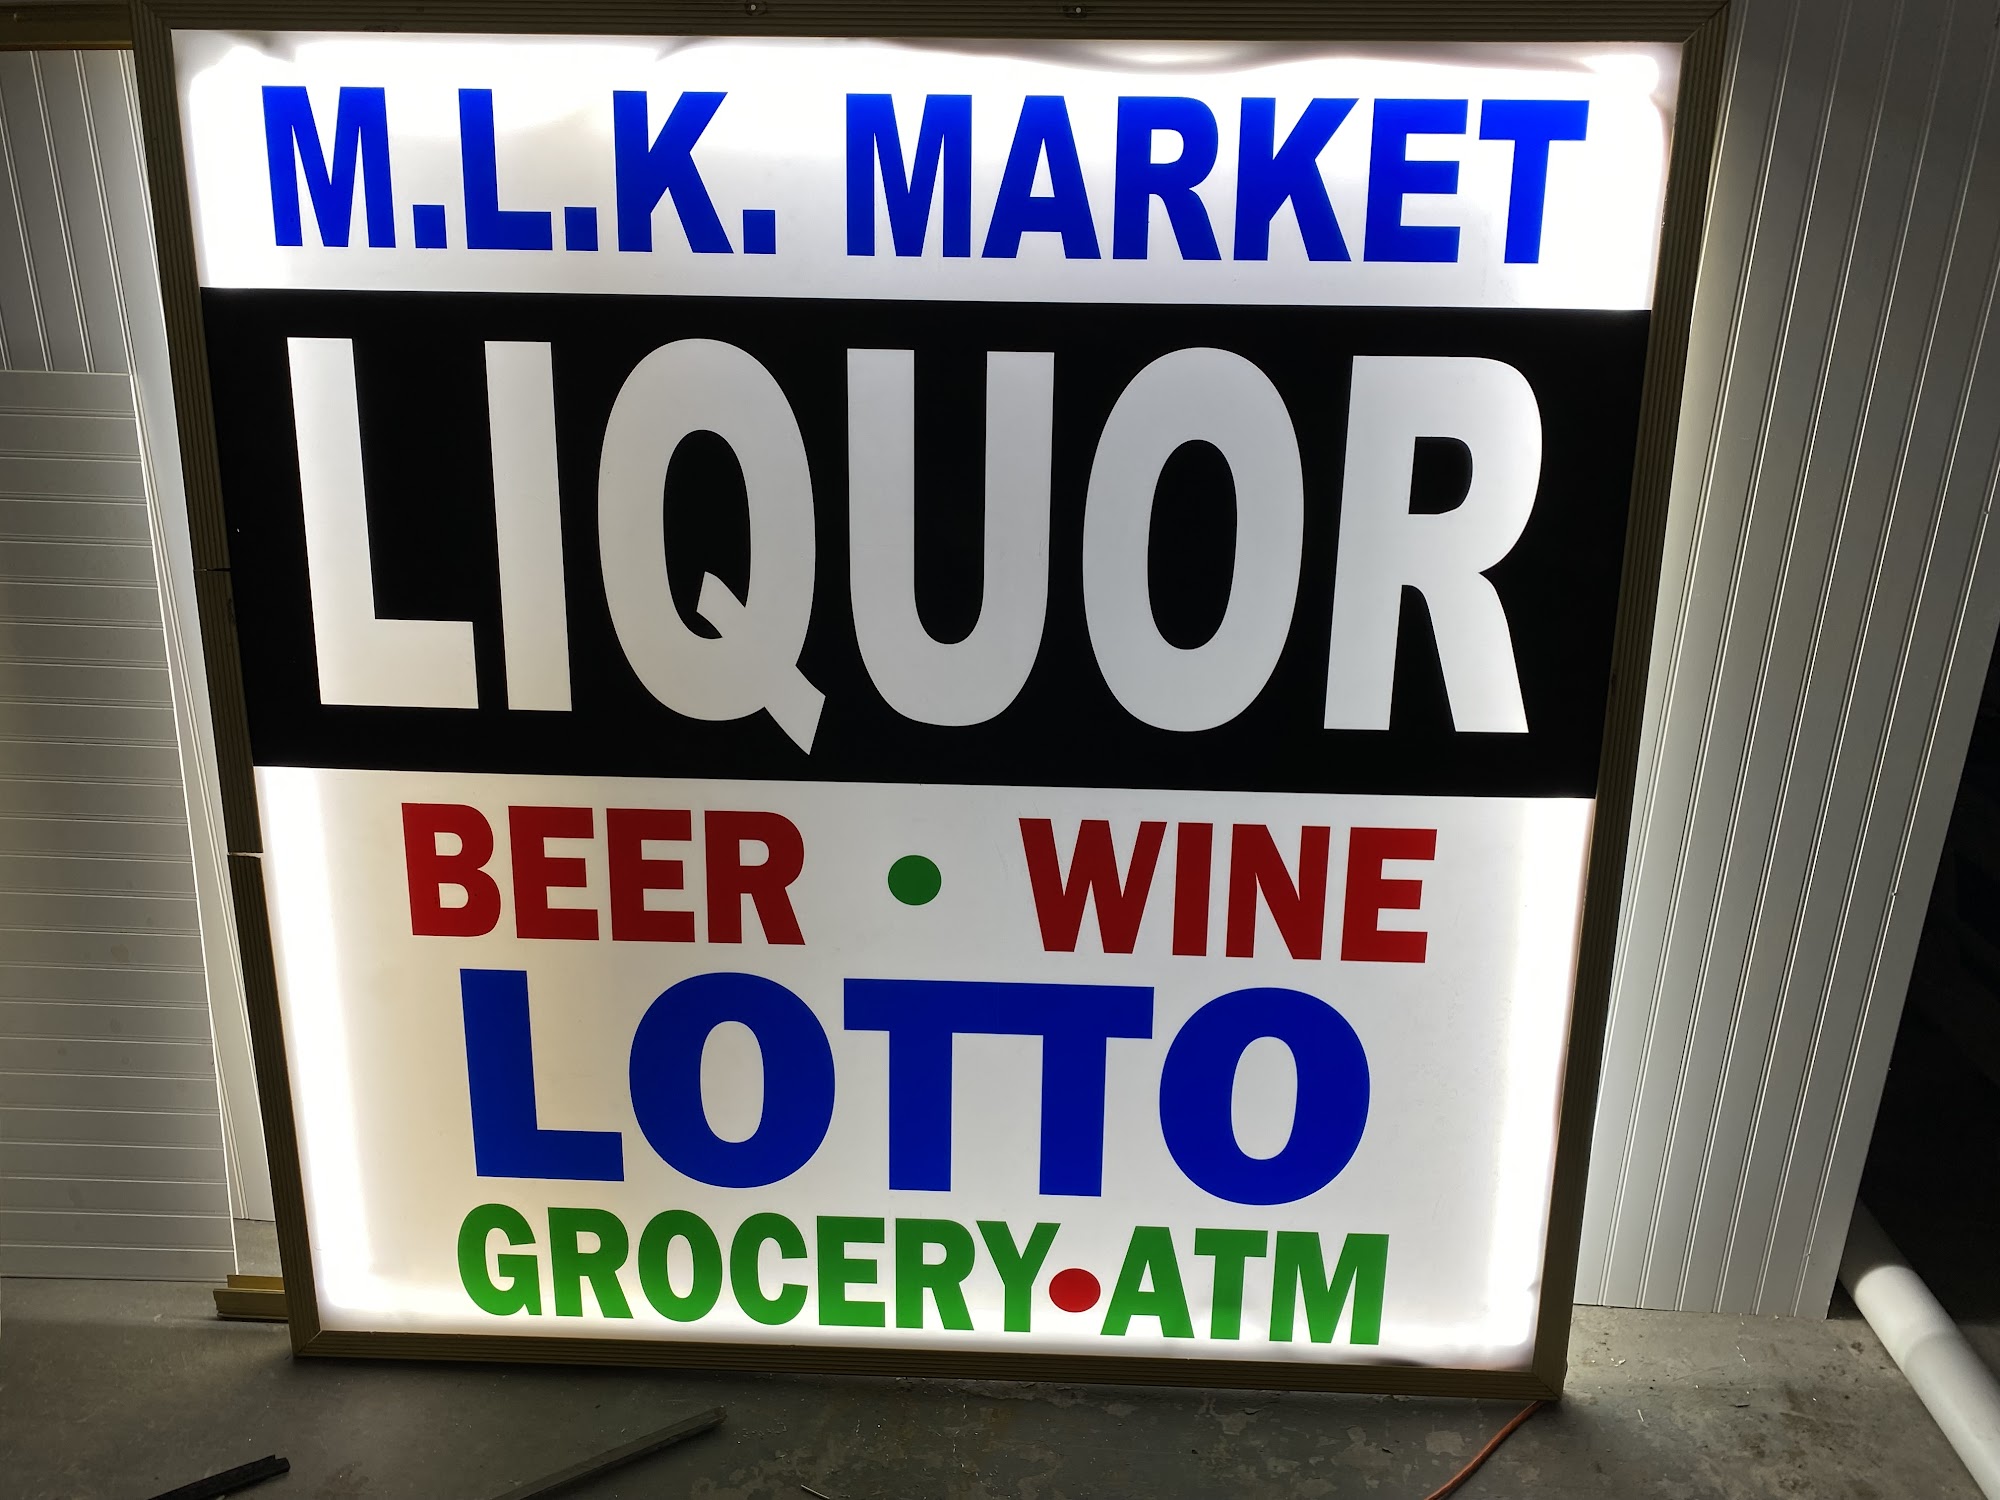 M.L.K. MARKET
LIQUOR
BEER • WINE
LOTTO
GROCERY•ATM